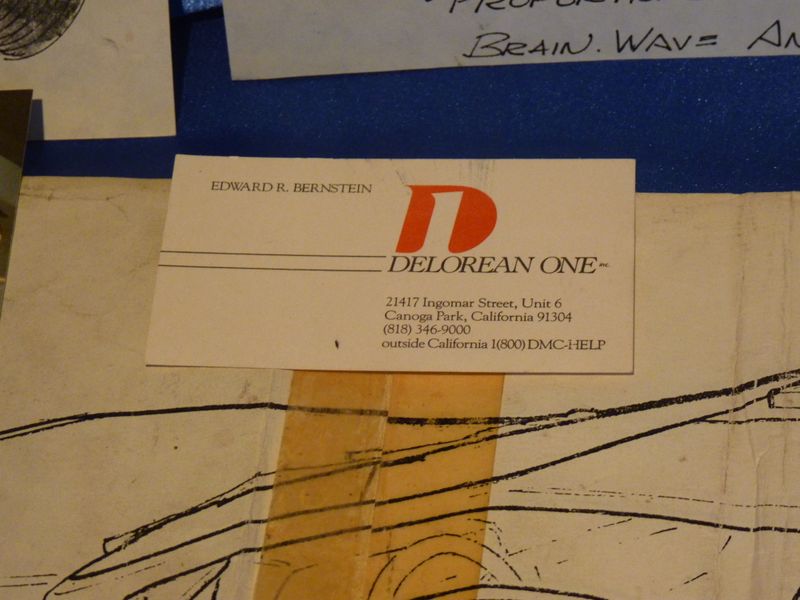 BRAIN. WAVE AN
EDWARD R. BERNSTEIN
DELOREAN ONE inc.
21417 Ingomar Street, Unit 6
Canoga Park, California 91304
(818) 346-9000
outside California 1(800) DMC-HELP